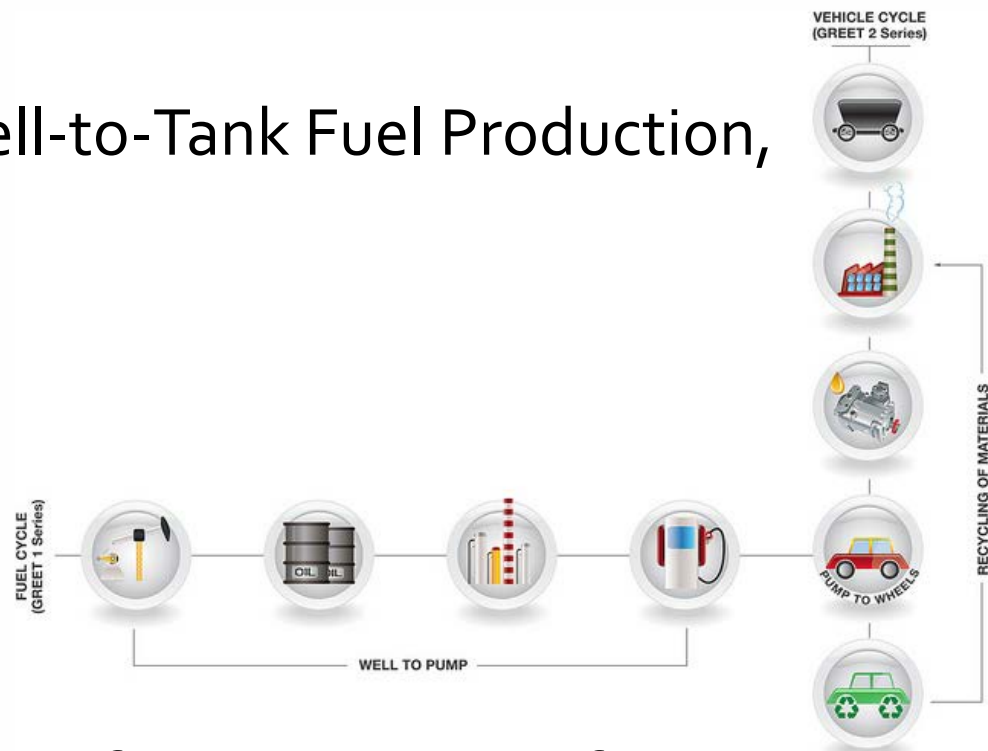 VEHICLE CYCLE
(GREET 2 Series)
ell-to-Tank Fuel Production,
RECYCLING OF MATERIALS
FUEL CYCLE
(GREET 1 Series)
OIL
OIL
PUMP TO WHEELS
WELL TO PUMP